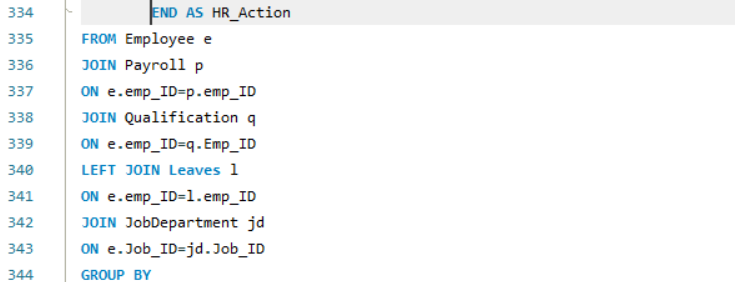 334 END AS HR_Action
335 FROM Employee e
336 JOIN Payroll p
337 ON e.emp_ID=p.emp_ID
338 JOIN Qualification q
339 ON e.emp_ID=q.Emp_ID
340 LEFT JOIN Leaves l
341 ON e.emp_ID=l.emp_ID
342 JOIN JobDepartment jd
343 ON e.Job_ID=jd.Job_ID
344 GROUP BY